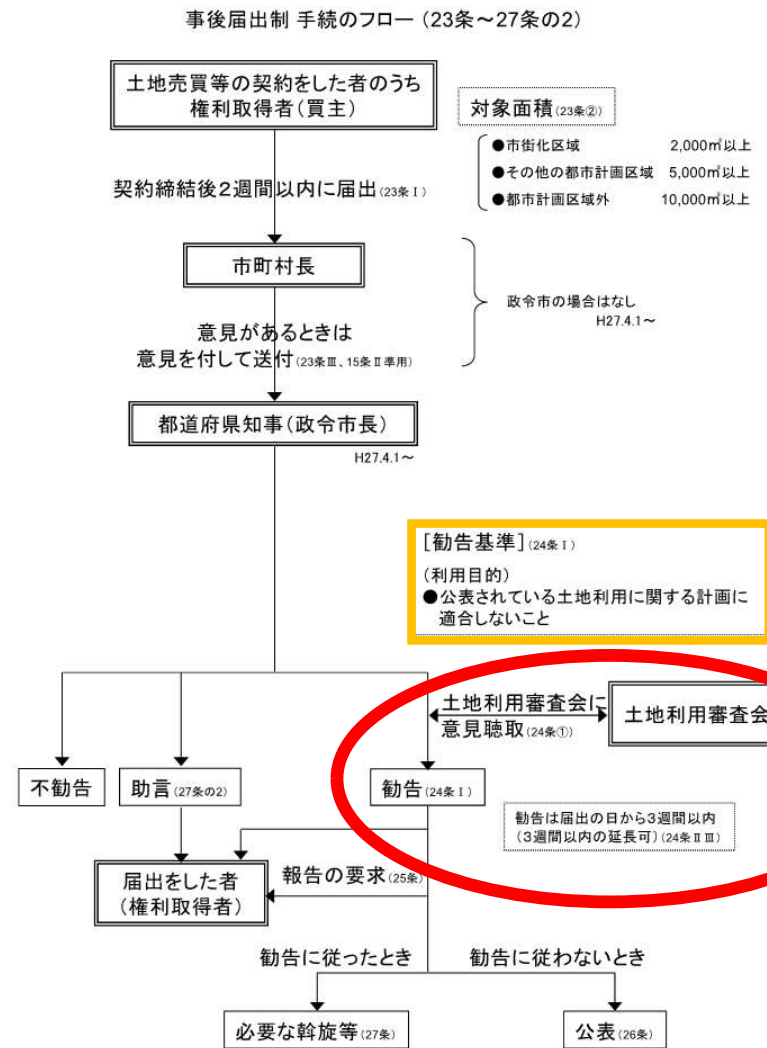 事後届出制 手続のフロー (23条～27条の2)
土地売買等の契約をした者のうち
権利取得者(買主)
対象面積(23条②)
●市街化区域 2,000㎡以上
●その他の都市計画区域 5,000㎡以上
●都市計画区域外 10,000㎡以上
契約締結後2週間以内に届出(23条Ⅰ)
市町村長
政令市の場合はなし
H27.4.1～
意見があるときは
意見を付して送付(23条Ⅲ、15条Ⅱ準用)
都道府県知事(政令市長)
H27.4.1～
[勧告基準](24条Ⅰ)
(利用目的)
●公表されている土地利用に関する計画に
適合しないこと
土地利用審査会に
意見聴取(24条①)
土地利用審査会
不勧告
助言(27条の2)
勧告(24条Ⅰ)
勧告は届出の日から3週間以内
(3週間以内の延長可)(24条ⅡⅢ)
届出をした者
(権利取得者)
報告の要求(25条)
勧告に従ったとき
勧告に従わないとき
必要な斡旋等(27条)
公表(26条)